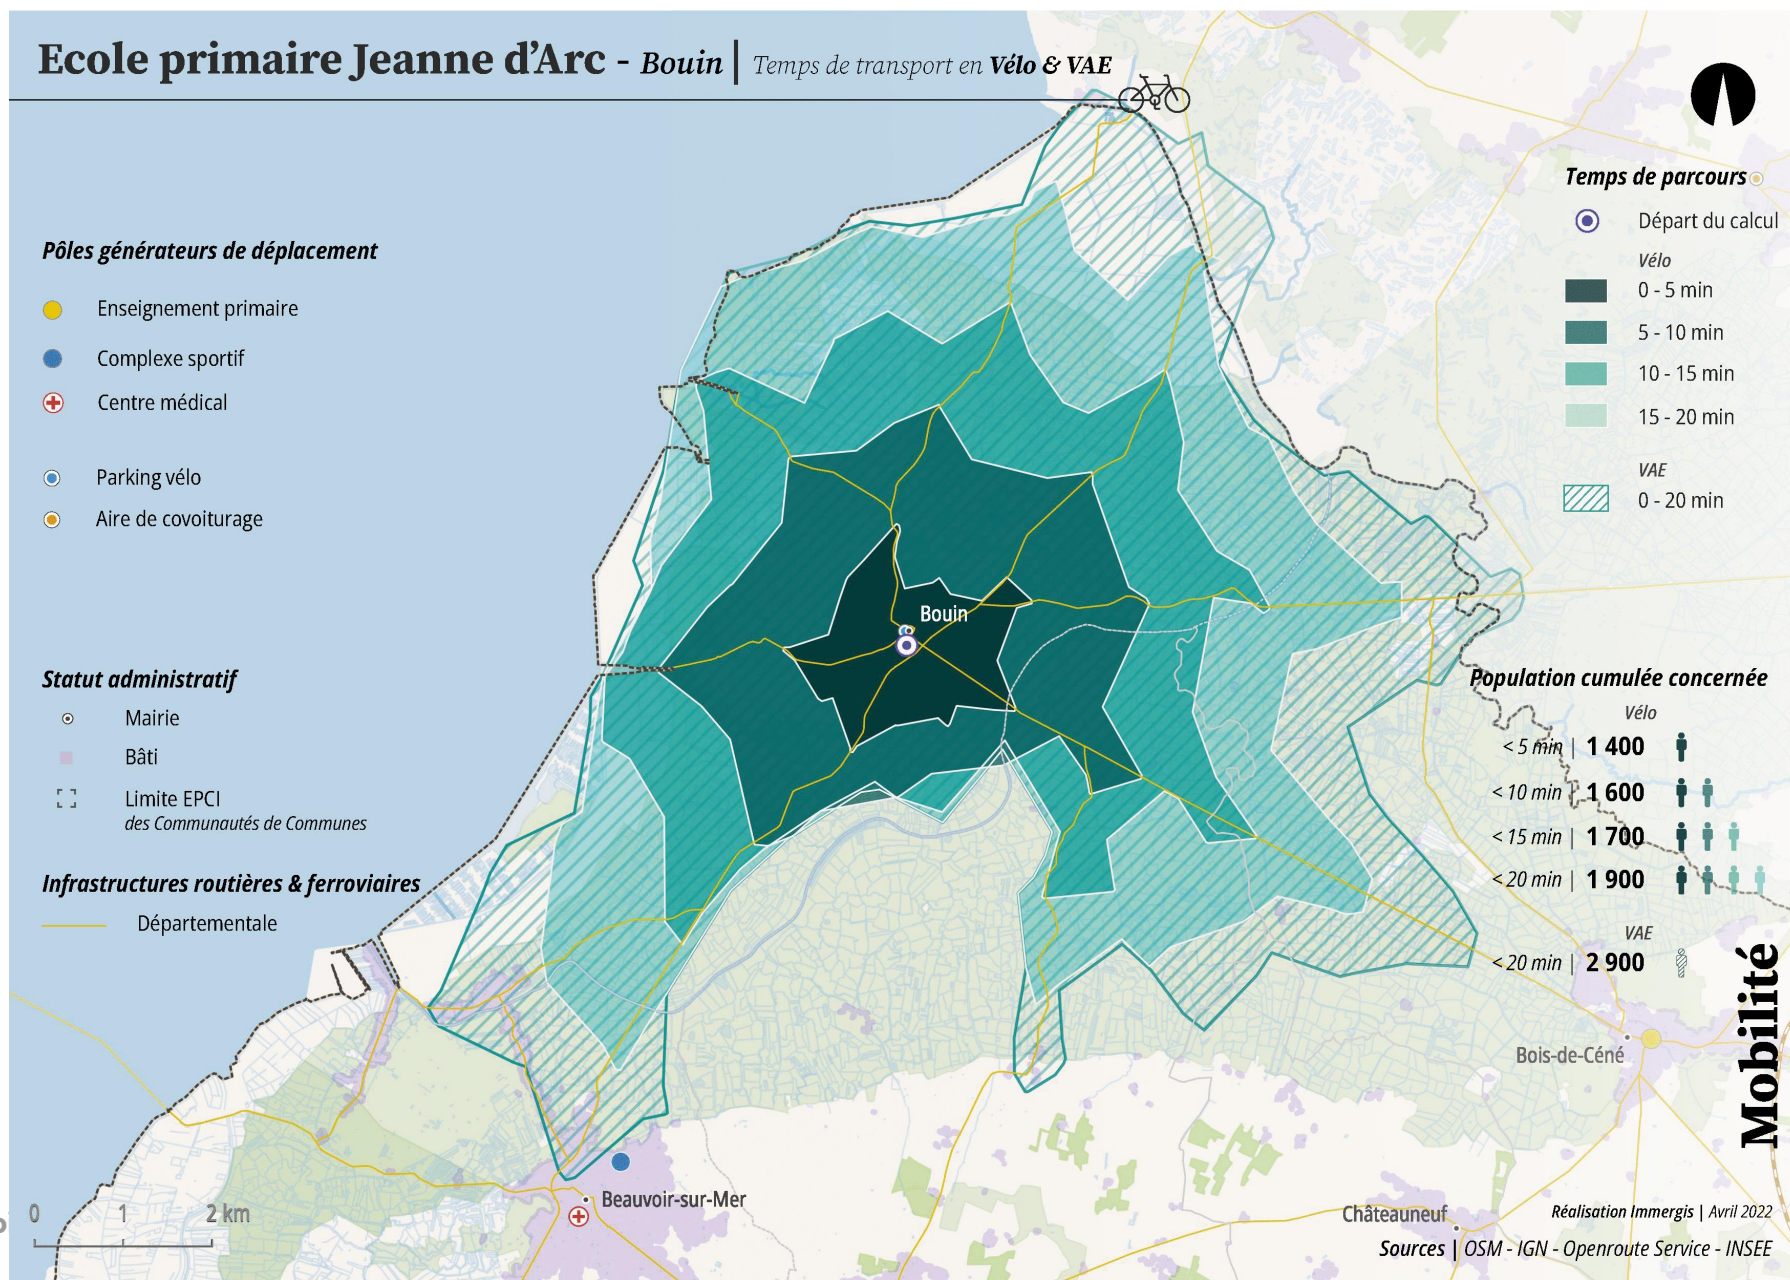 Ecole primaire Jeanne d'Arc - Bouin | Temps de transport en Vélo & VAE
Pôles générateurs de déplacement
Enseignement primaire
Complexe sportif
Centre médical
Parking vélo
Aire de covoiturage
Statut administratif
Mairie
Bâti
Limite EPCI
des Communautés de Communes
Infrastructures routières & ferroviaires
Départementale
0 1 2 km
Bouin
Beauvoir-sur-Mer
Bois-de-Céné
Châteauneuf
Temps de parcours
Départ du calcul
Vélo
0 - 5 min
5 - 10 min
10 - 15 min
15 - 20 min
VAE
0 - 20 min
Population cumulée concernée
Vélo
< 5 min | 1 400
< 10 min | 1 600
< 15 min | 1 700
< 20 min | 1 900
VAE
< 20 min | 2 900
Mobilité
Réalisation Immergis | Avril 2022
Sources | OSM - IGN - Openroute Service - INSEE